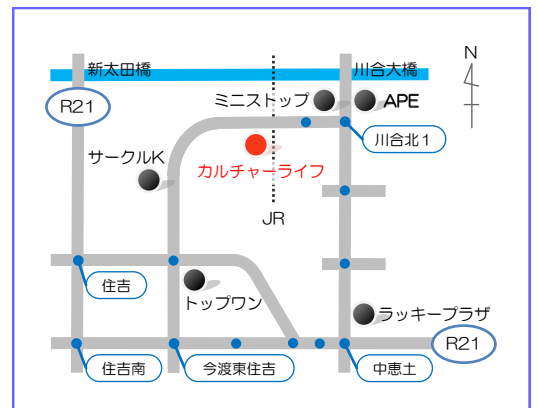 新太田橋
川合大橋
N
R21
ミニストップ
APE
川合北1
サークルK
カルチャーライフ
JR
住吉
トップワン
ラッキープラザ
R21
住吉南
今渡東住吉
中恵土